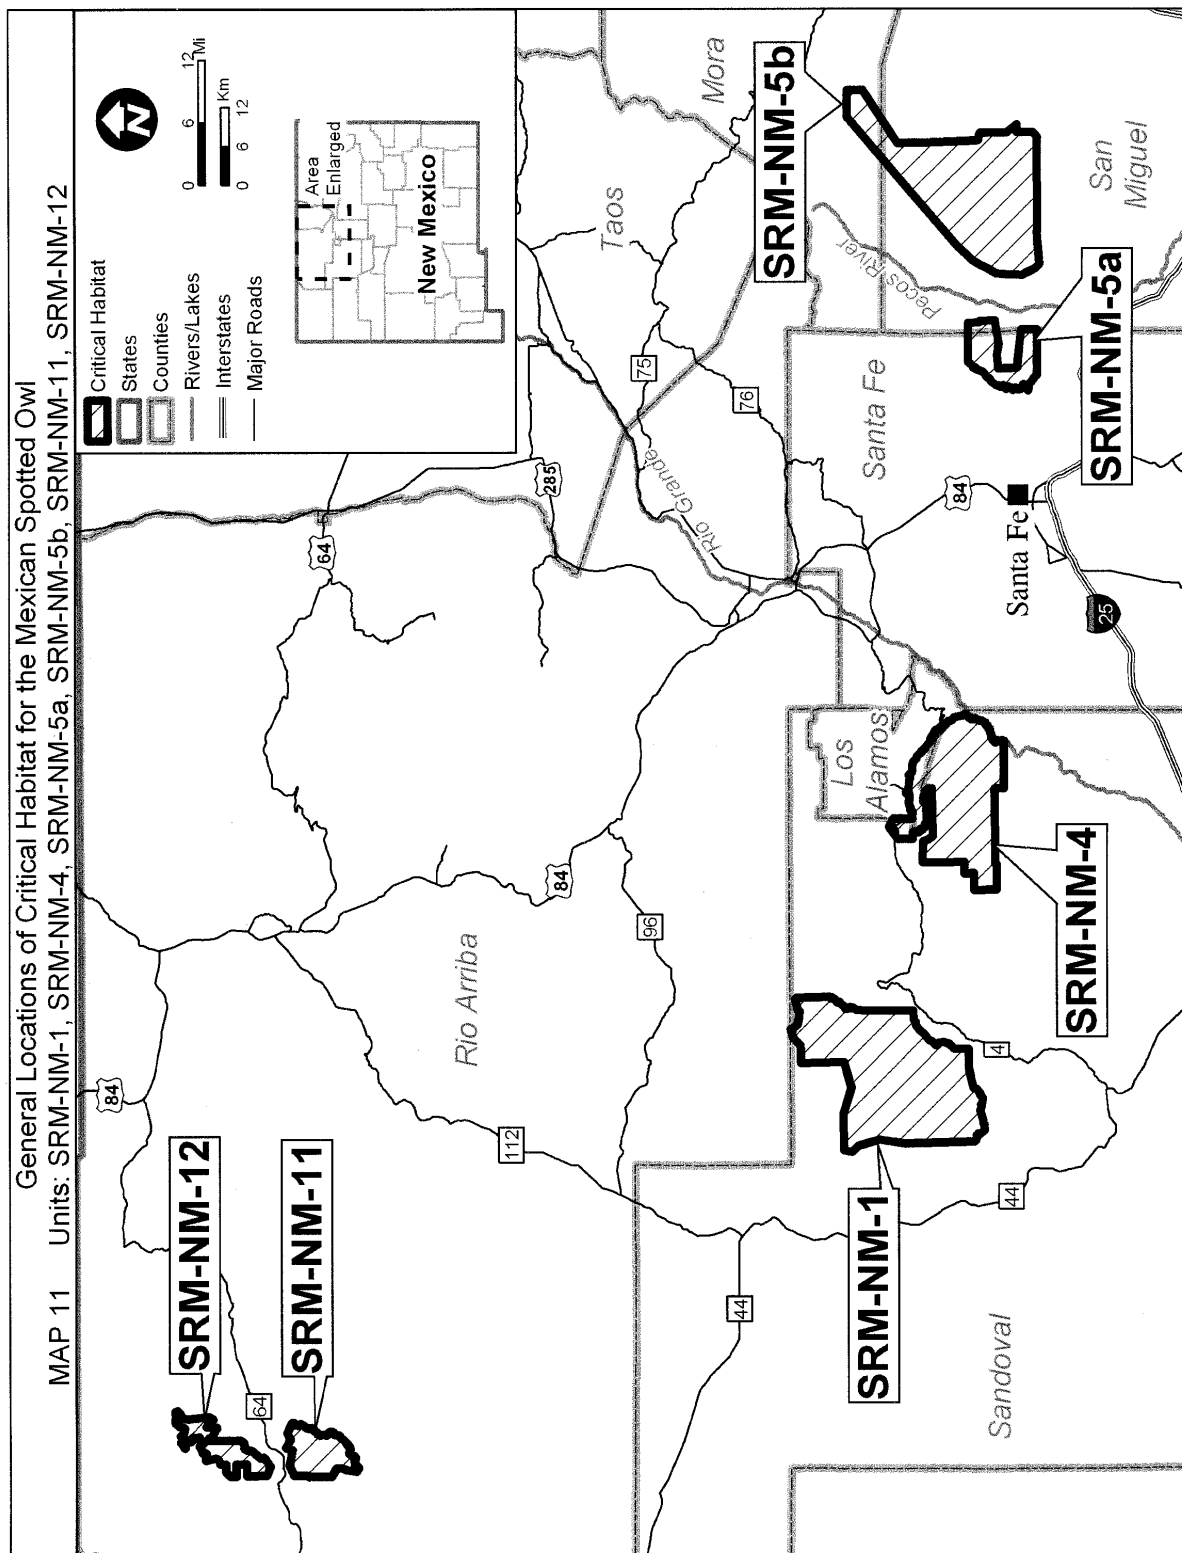 General Locations of Critical Habitat for the Mexican Spotted Owl
MAP 11 Units: SRM-NM-1, SRM-NM-4, SRM-NM-5a, SRM-NM-5b, SRM-NM-11, SRM-NM-12
Critical Habitat
States
Counties
Rivers/Lakes
Interstates
Major Roads
N
0 6 12 Mi
0 6 12 Km
Area
Enlarged
New Mexico
84
SRM-NM-12
SRM-NM-11
64
64
285
112
Rio Arriba
84
96
75
76
Taos
Mora
Rio Grande
44
SRM-NM-1
44
4
Sandoval
Los
Alamos
SRM-NM-4
Santa Fe
84
Santa Fe
25
Pecos River
SRM-NM-5b
SRM-NM-5a
San
Miguel